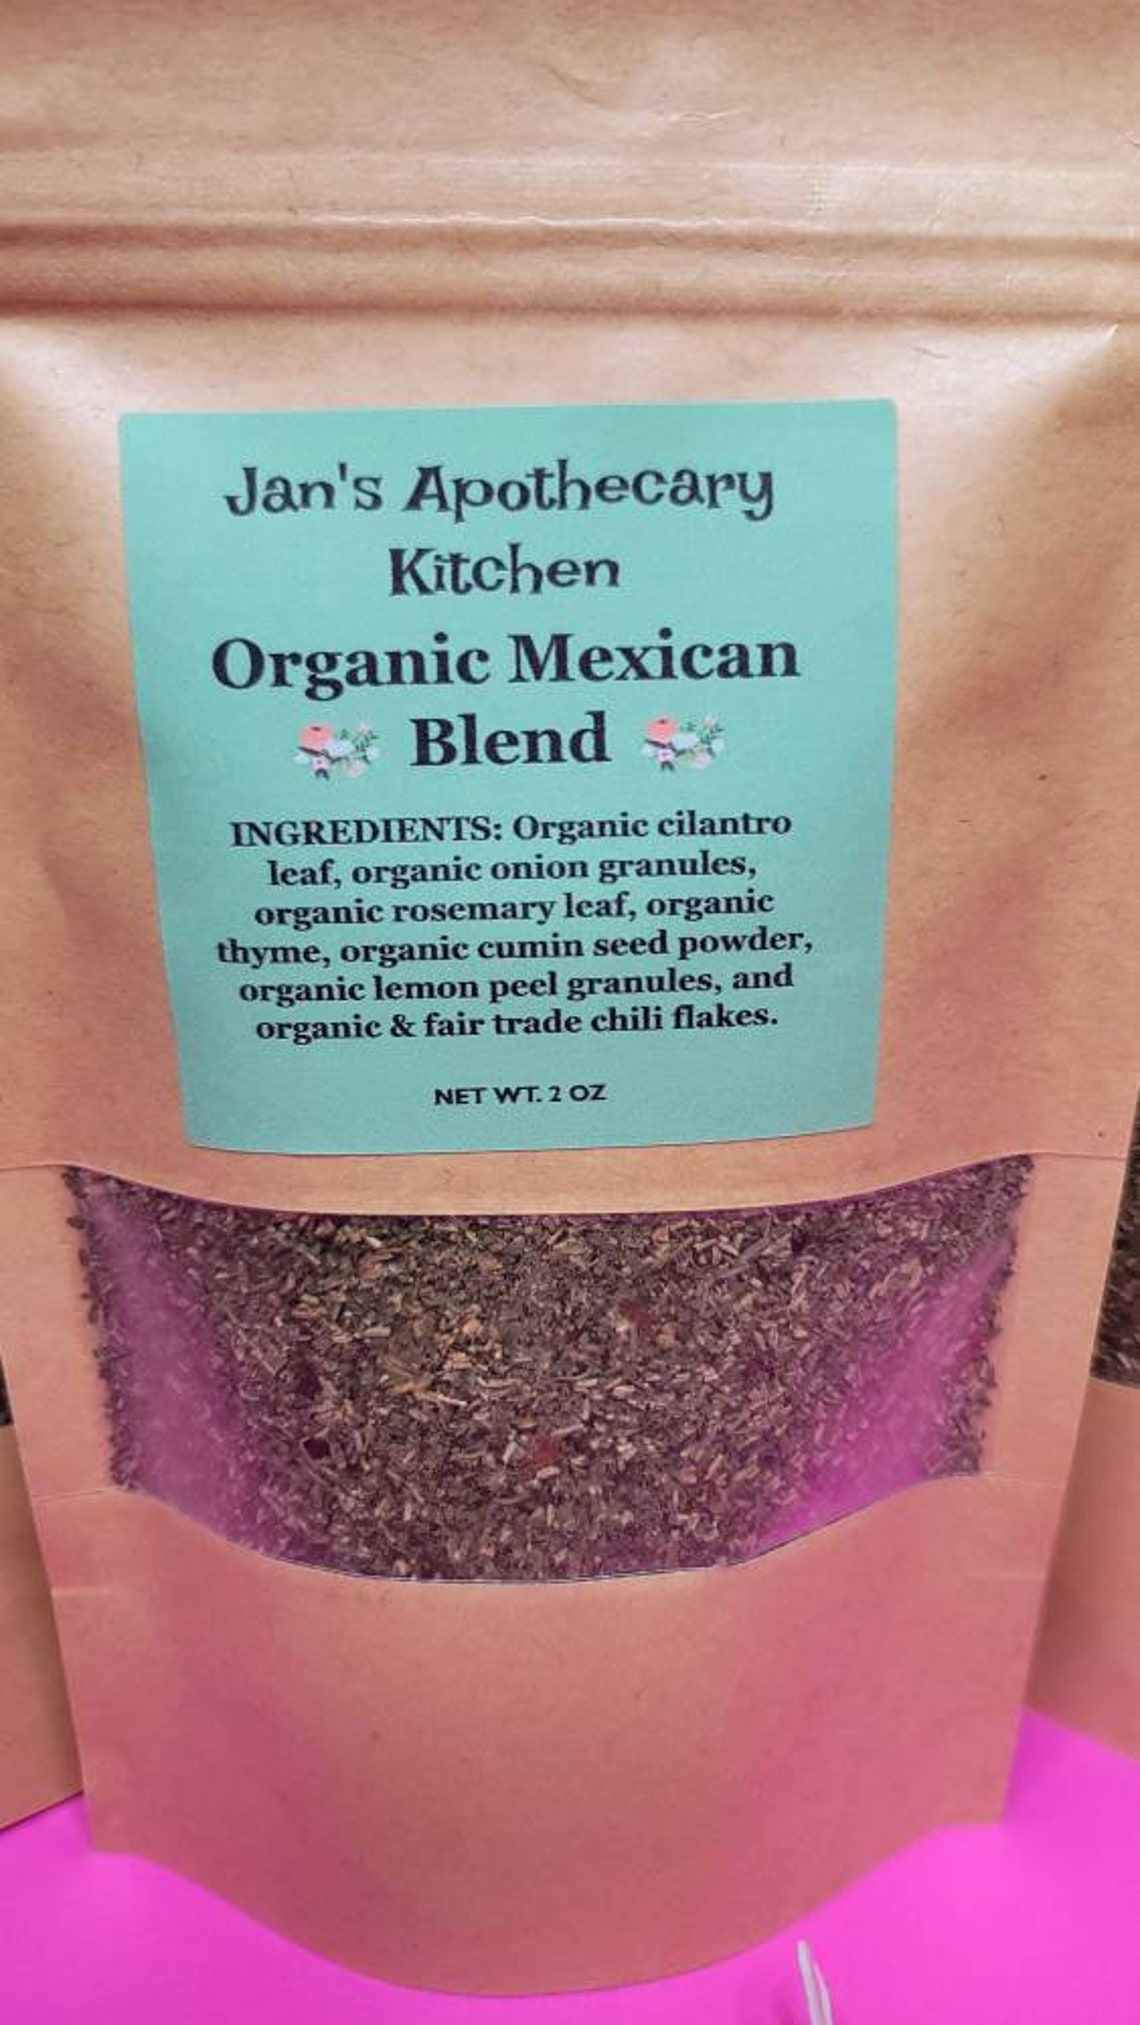 Jan's Apothecary
Kitchen
Organic Mexican
Blend
INGREDIENTS: Organic cilantro
leaf, organic onion granules,
organic rosemary leaf, organic
thyme, organic cumin seed powder,
organic lemon peel granules, and
organic & fair trade chili flakes.
NET WT. 2 OZ